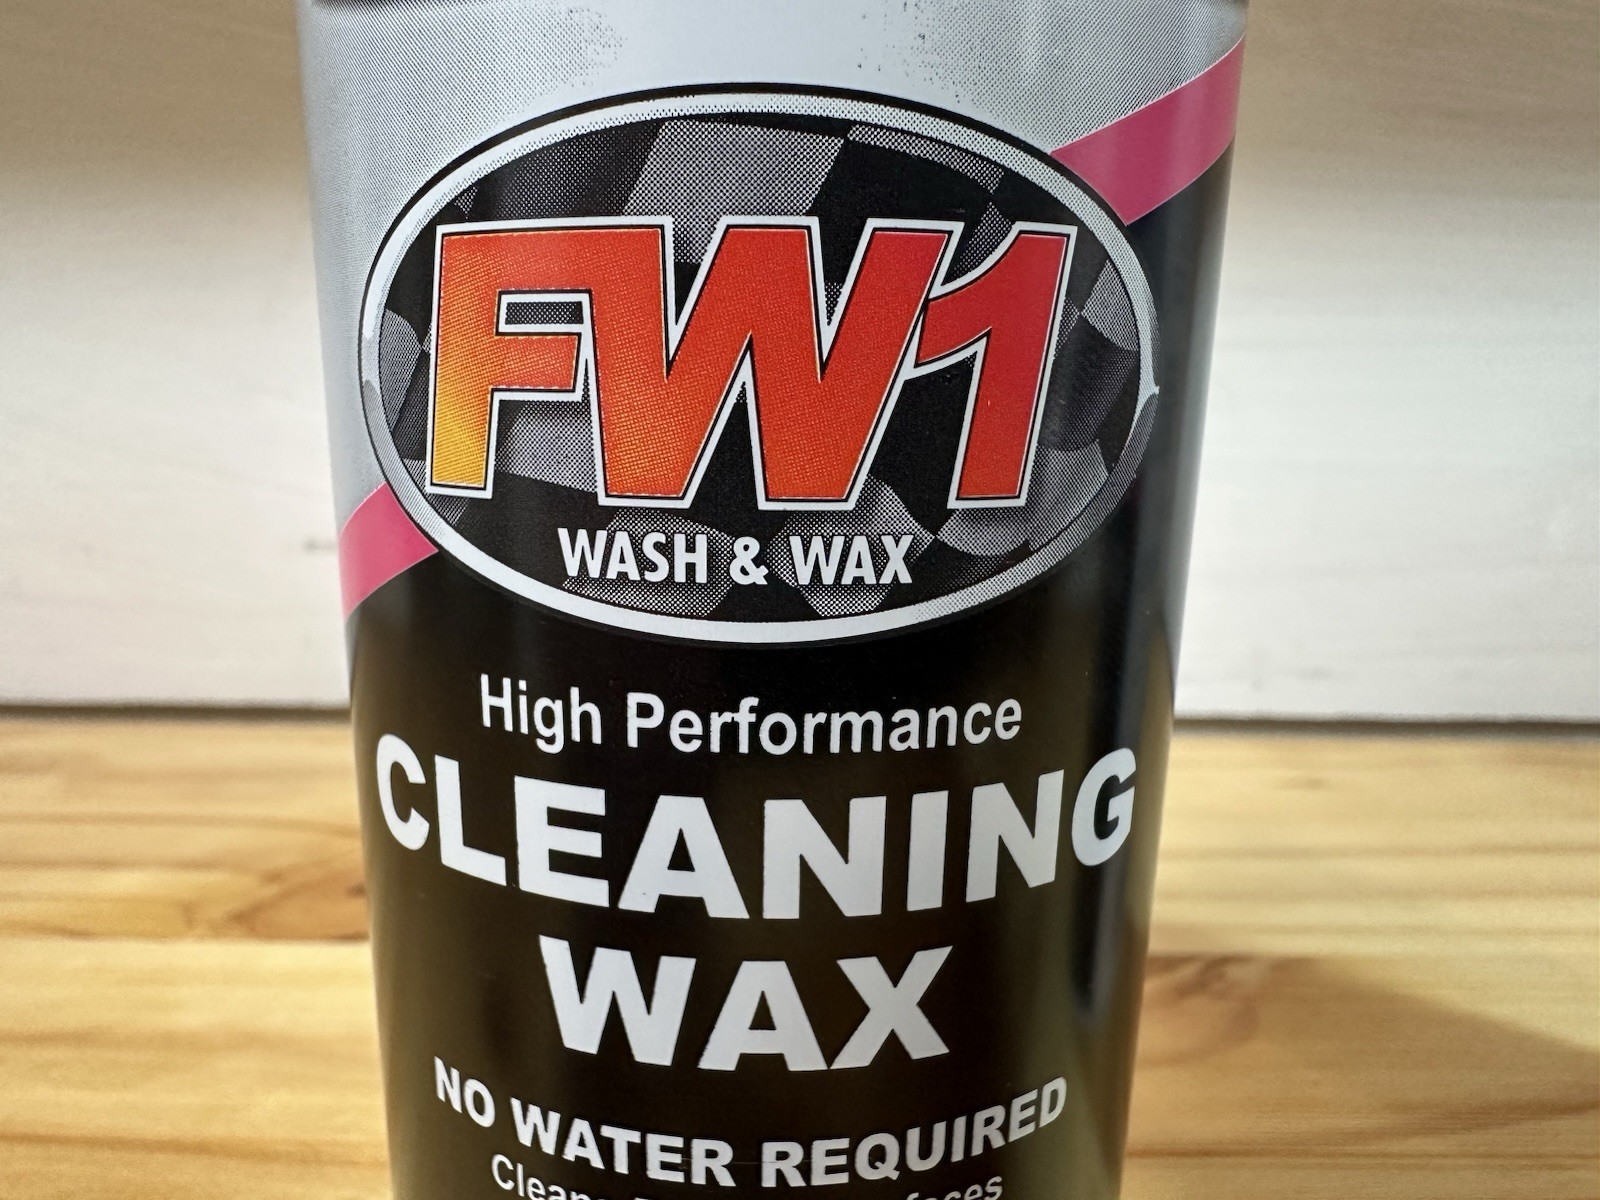 FW1
WASH & WAX
High Performance
CLEANING
WAX
NO WATER REQUIRED